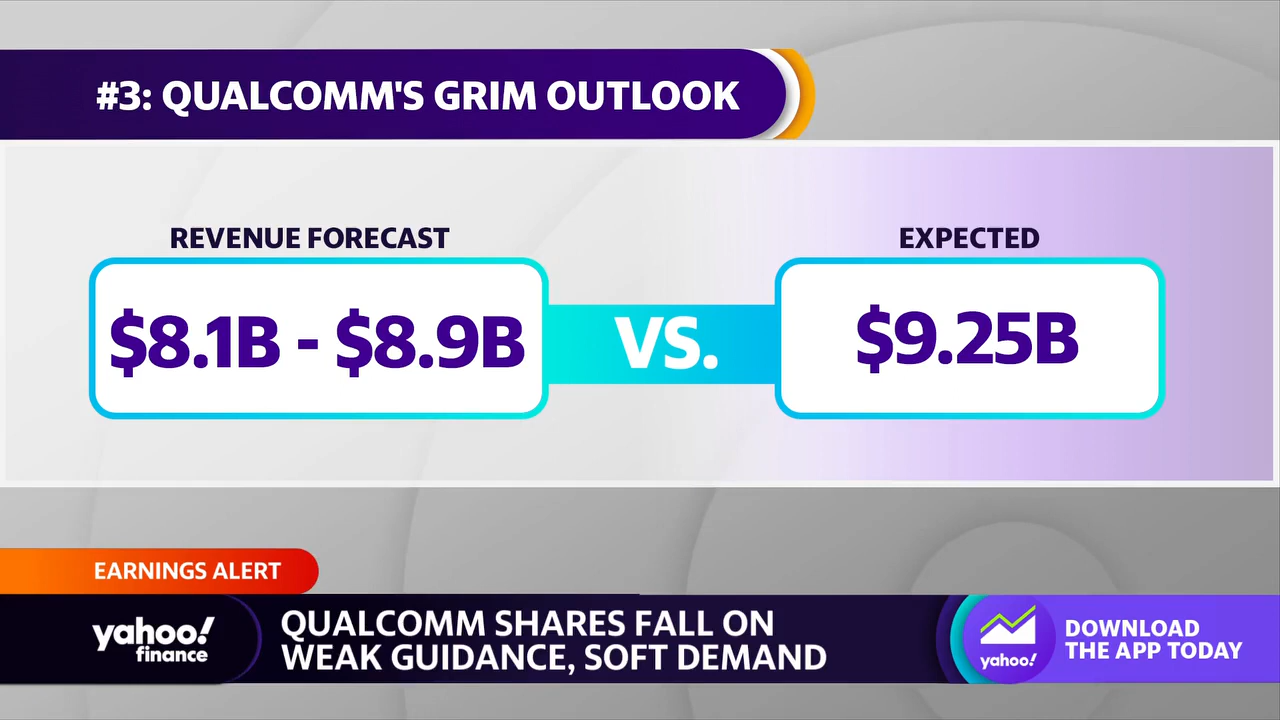 #3: QUALCOMM'S GRIM OUTLOOK
REVENUE FORECAST
$8.1B - $8.9B
VS.
EXPECTED
$9.25B
EARNINGS ALERT
yahoo!
finance
QUALCOMM SHARES FALL ON
WEAK GUIDANCE, SOFT DEMAND
yahoo!
DOWNLOAD
THE APP TODAY